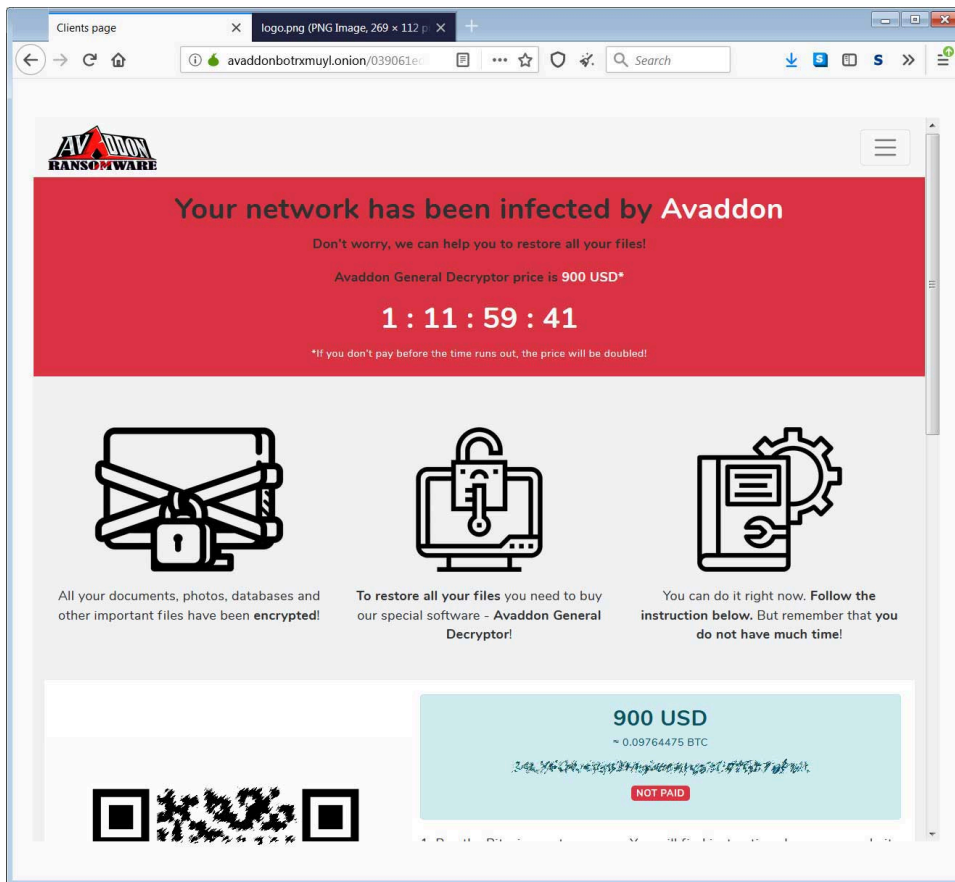 Clients page
logo.png (PNG Image, 269 × 112 p
avaddonbotrxmuyl.onion/039061e
Search
S
S
AVADDON
RANSOMWARE
Your network has been infected by Avaddon
Don't worry, we can help you to restore all your files!
Avaddon General Decryptor price is 900 USD*
1 : 11 : 59 : 41
*If you don't pay before the time runs out, the price will be doubled!
All your documents, photos, databases and
other important files have been encrypted!
To restore all your files you need to buy
our special software - Avaddon General
Decryptor!
You can do it right now. Follow the
instruction below. But remember that you
do not have much time!
900 USD
≈ 0.09764475 BTC
NOT PAID